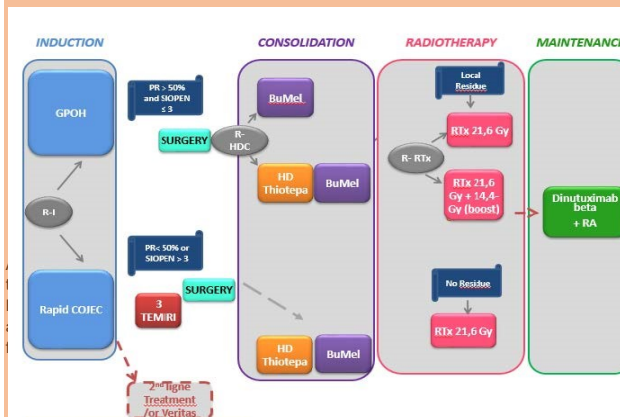 INDUCTION
CONSOLIDATION
RADIOTHERAPY
MAINTENANCE
GPOH
R-I
Rapid COJEC
PR > 50%
and SIOPEN
≤ 3
SURGERY
R-
HDC
BuMel
HD
Thiotepa
BuMel
PR< 50% or
SIOPEN > 3
SURGERY
3
TEMIRI
HD
Thiotepa
BuMel
2nd ligne
Treatment
/or Veritas
Local
Residue
RTx 21,6 Gy
R- RTx
RTx 21,6
Gy + 14,4-
Gy (boost)
No Residue
RTx 21,6 Gy
Dinutuximab
beta
+ RA